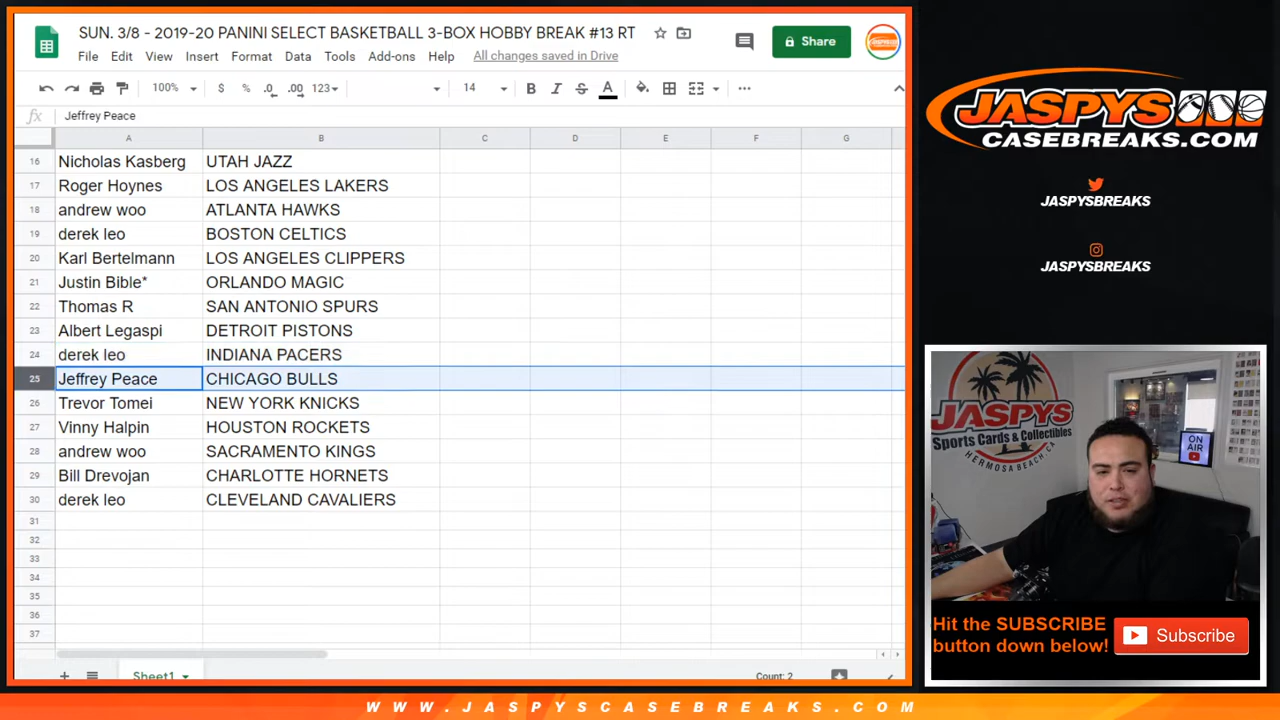 SUN. 3/8 - 2019-20 PANINI SELECT BASKETBALL 3-BOX HOBBY BREAK #13 RT
File Edit View Insert Format Data Tools Add-ons Help All changes saved in Drive
Share
100% $ % .0 .00 123 14 B I S A
fx Jeffrey Peace
A B C D E F G
16 Nicholas Kasberg UTAH JAZZ
17 Roger Hoynes LOS ANGELES LAKERS
18 andrew woo ATLANTA HAWKS
19 derek leo BOSTON CELTICS
20 Karl Bertelmann LOS ANGELES CLIPPERS
21 Justin Bible* ORLANDO MAGIC
22 Thomas R SAN ANTONIO SPURS
23 Albert Legaspi DETROIT PISTONS
24 derek leo INDIANA PACERS
25 Jeffrey Peace CHICAGO BULLS
26 Trevor Tomei NEW YORK KNICKS
27 Vinny Halpin HOUSTON ROCKETS
28 andrew woo SACRAMENTO KINGS
29 Bill Drevojan CHARLOTTE HORNETS
30 derek leo CLEVELAND CAVALIERS
31
32
33
34
35
36
37
Sheet1
Count: 2
JASPYS
CASEBREAKS.COM
JASPYSBREAKS
JASPYSBREAKS
JASPYS
Sports Cards & Collectibles
HERMOSA BEACH, CA
ON AIR
Hit the SUBSCRIBE
button down below!
Subscribe
WWW.JASPYSCASEBREAKS.COM